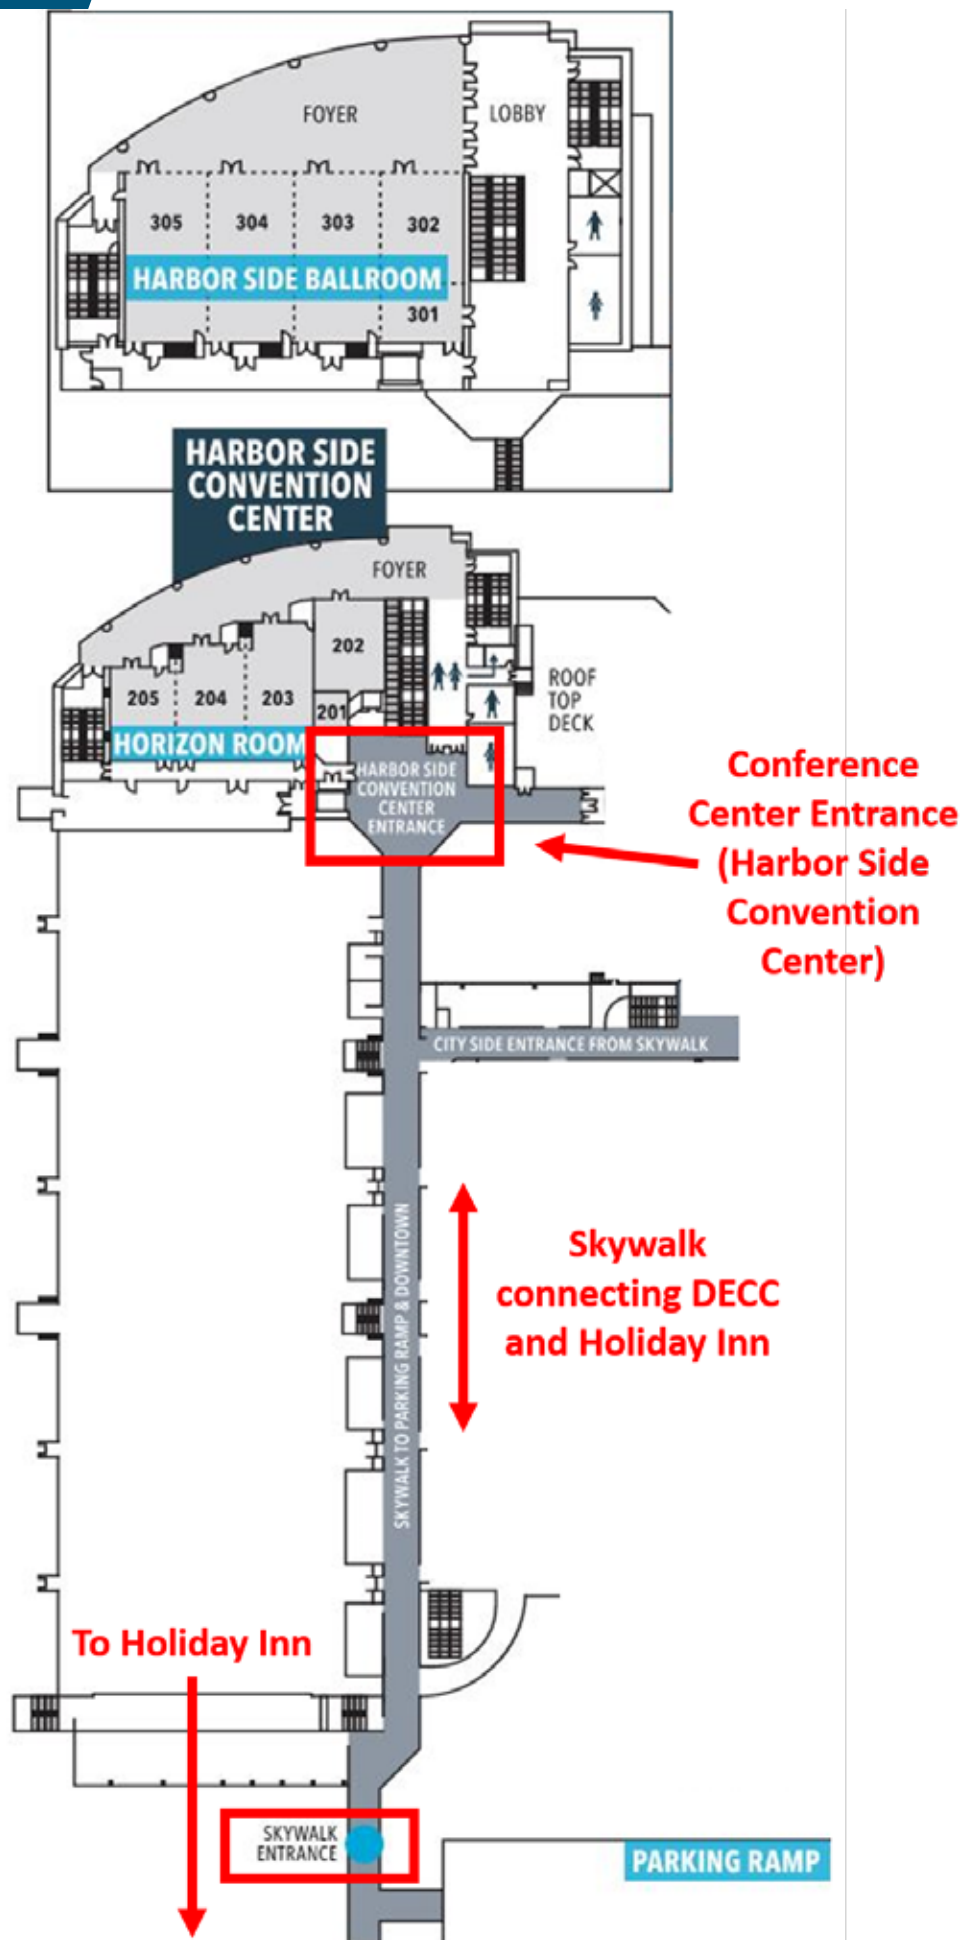 FOYER
LOBBY
305
304
303
302
HARBOR SIDE BALLROOM
301
HARBOR SIDE
CONVENTION
CENTER
FOYER
202
205
204
203
201
HORIZON ROOM
ROOF
TOP
DECK
HARBOR SIDE
CONVENTION
CENTER
ENTRANCE
Conference
Center Entrance
(Harbor Side
Convention
Center)
CITY SIDE ENTRANCE FROM SKYWALK
SKYWALK TO PARKING RAMP & DOWNTOWN
Skywalk
connecting DECC
and Holiday Inn
To Holiday Inn
SKYWALK
ENTRANCE
PARKING RAMP